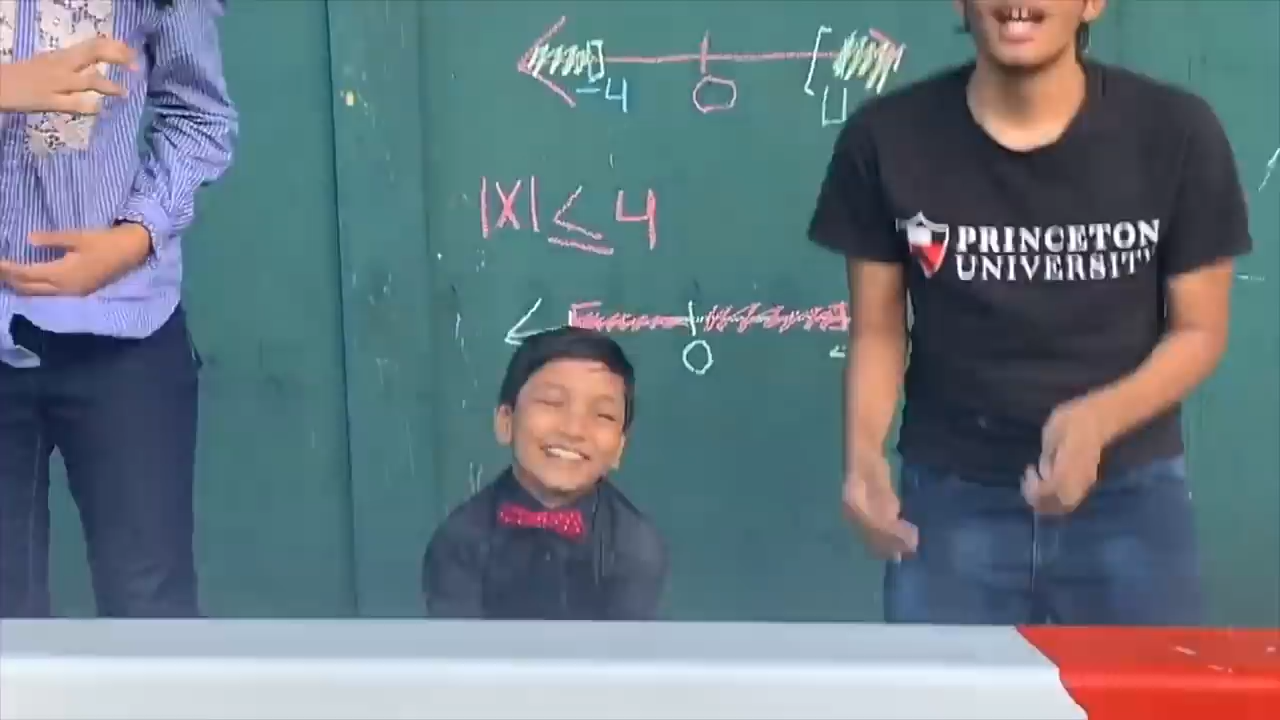 -4 0 4
|X| ≤ 4
0
PRINCETON
UNIVERSITY